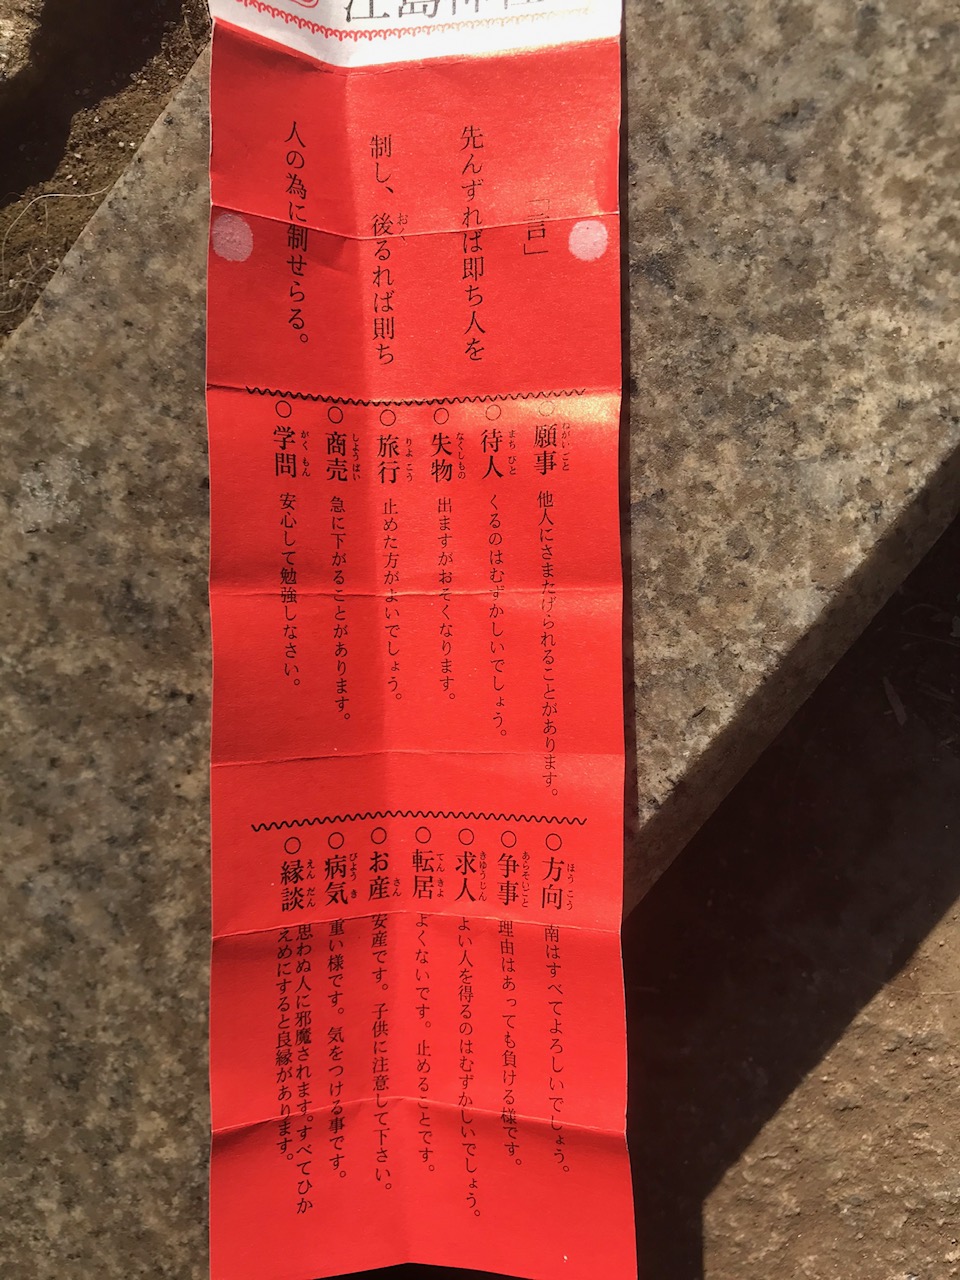 江島神社
「言」
先んずれば即ち人を
制し、後るれば則ち
人の為に制せらる。
○願事 他人にさまたげられることがあります。
○待人 くるのはむずかしいでしょう。
○失物 出ますがおそくなります。
○旅行 止めた方がよいでしょう。
○商売 急に下がることがあります。
○学問 安心して勉強しなさい。
○方向 南はすべてよろしいでしょう。
○争事 理由はあっても負ける様です。
○求人 よい人を得るのはむずかしいでしょう。
○転居 よくないです。止めることです。
○お産 安産です。子供に注意して下さい。
○病気 重い様です。気をつける事です。
○縁談 思わぬ人に邪魔されます。すべてひか
えめにすると良縁があります。